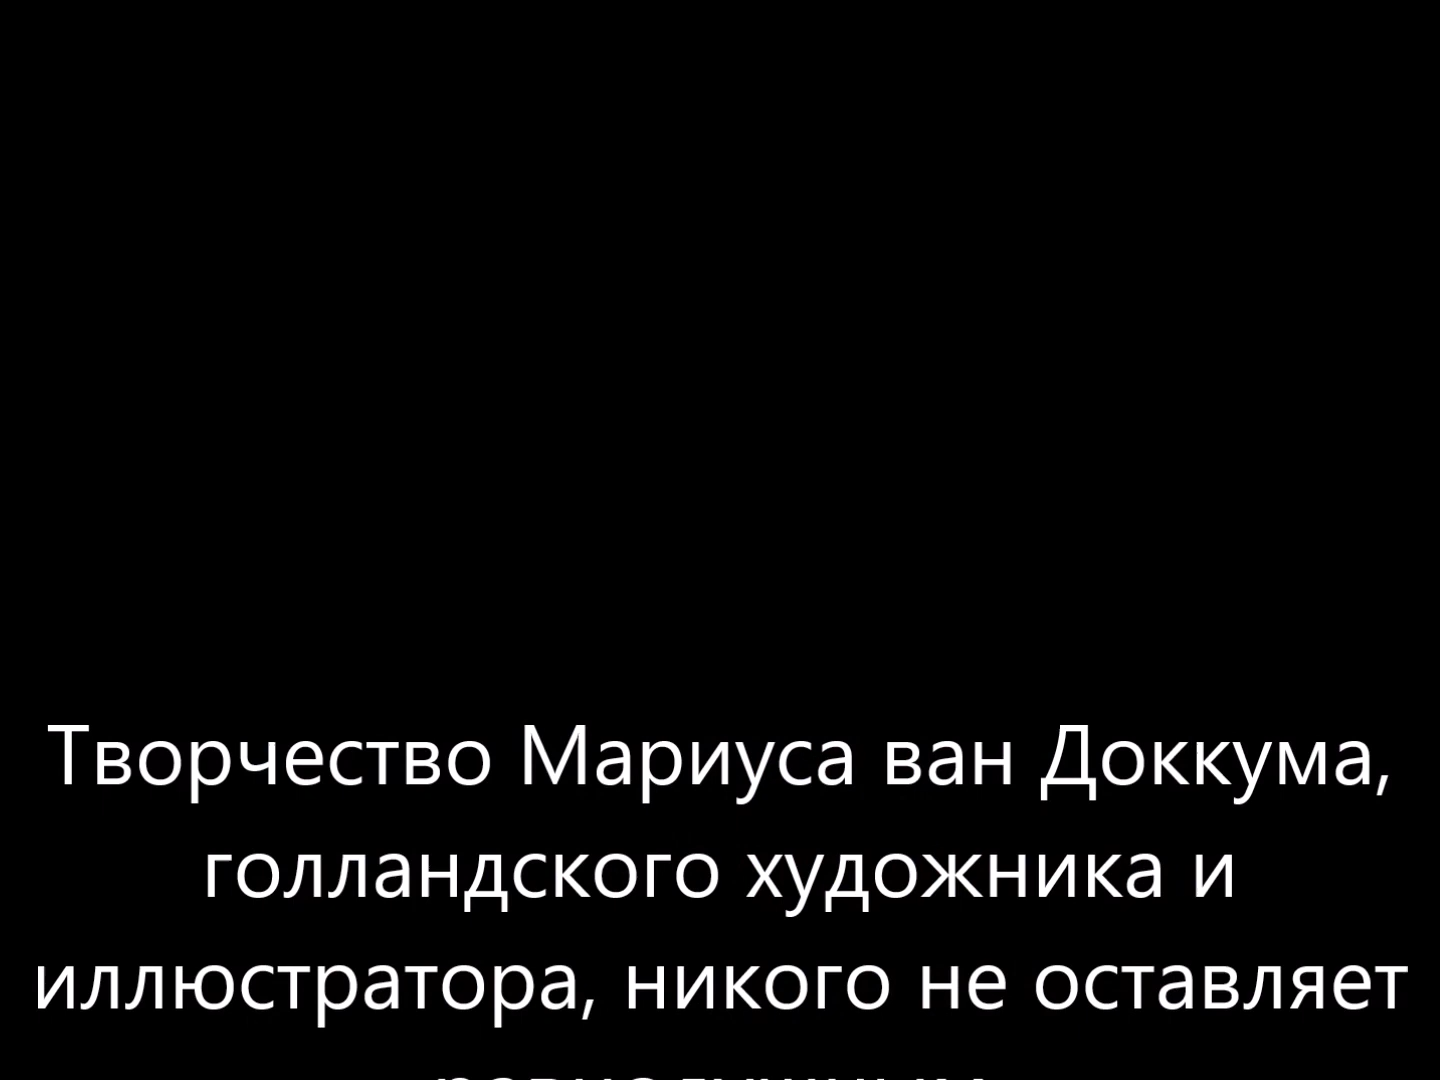 Творчество Мариуса ван Доккума,
голландского художника и
иллюстратора, никого не оставляет